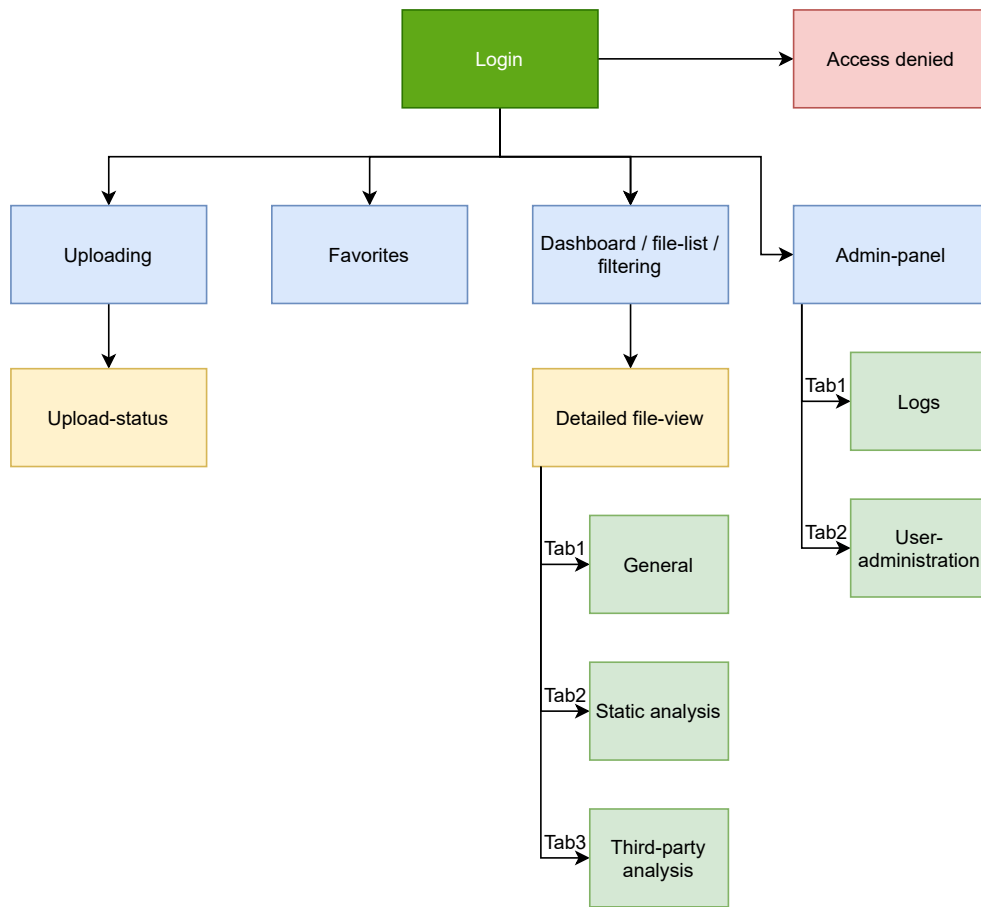 Login
Access denied
Uploading
Favorites
Dashboard / file-list /
filtering
Admin-panel
Upload-status
Detailed file-view
Tab1
Logs
Tab2
User-
administration
Tab1
General
Tab2
Static analysis
Tab3
Third-party
analysis